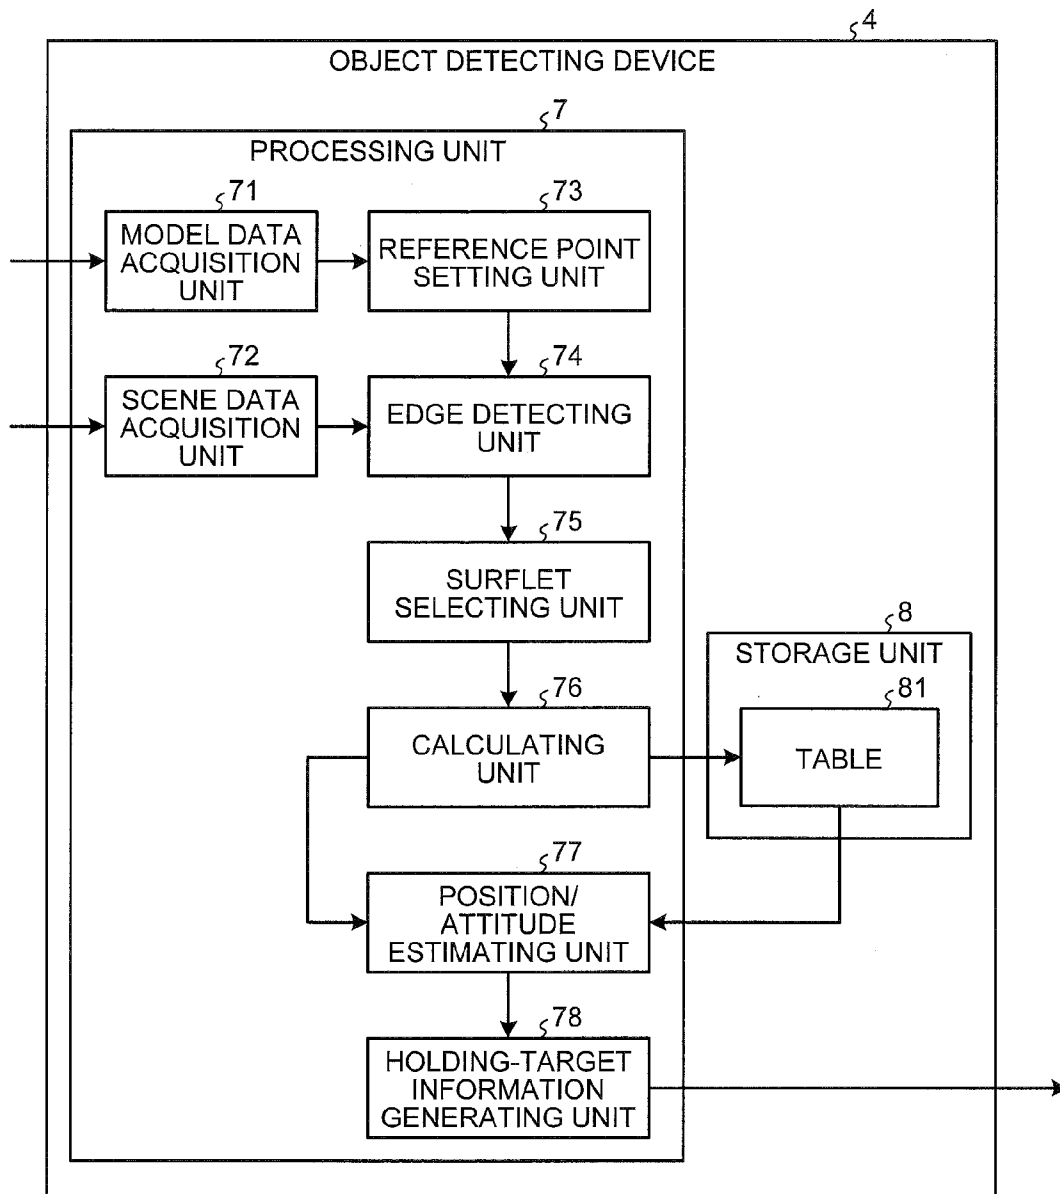 4
OBJECT DETECTING DEVICE
7
PROCESSING UNIT
71
MODEL DATA
ACQUISITION
UNIT
73
REFERENCE POINT
SETTING UNIT
72
SCENE DATA
ACQUISITION
UNIT
74
EDGE DETECTING
UNIT
75
SURFLET
SELECTING UNIT
76
CALCULATING
UNIT
8
STORAGE UNIT
81
TABLE
77
POSITION/
ATTITUDE
ESTIMATING UNIT
78
HOLDING-TARGET
INFORMATION
GENERATING UNIT